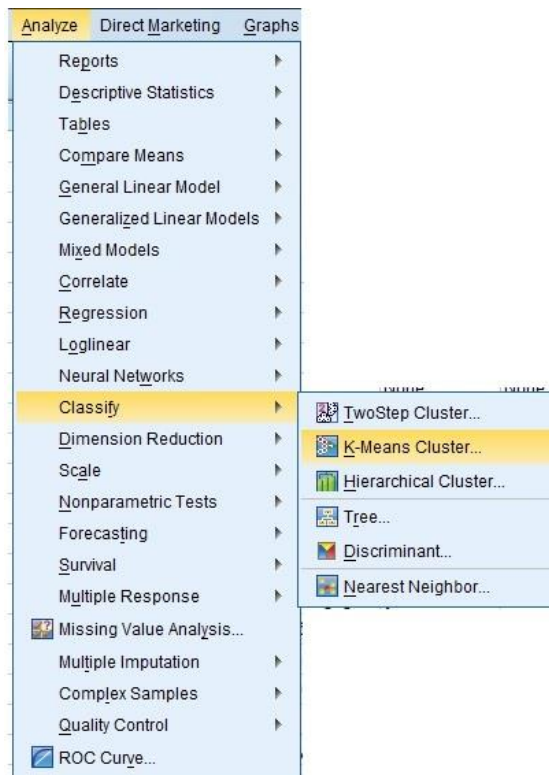 Analyze Direct Marketing Graphs
Reports
Descriptive Statistics
Tables
Compare Means
General Linear Model
Generalized Linear Models
Mixed Models
Correlate
Regression
Loglinear
Neural Networks
Classify
Dimension Reduction
Scale
Nonparametric Tests
Forecasting
Survival
Multiple Response
Missing Value Analysis...
Multiple Imputation
Complex Samples
Quality Control
ROC Curve...
TwoStep Cluster...
K-Means Cluster...
Hierarchical Cluster...
Tree...
Discriminant...
Nearest Neighbor...